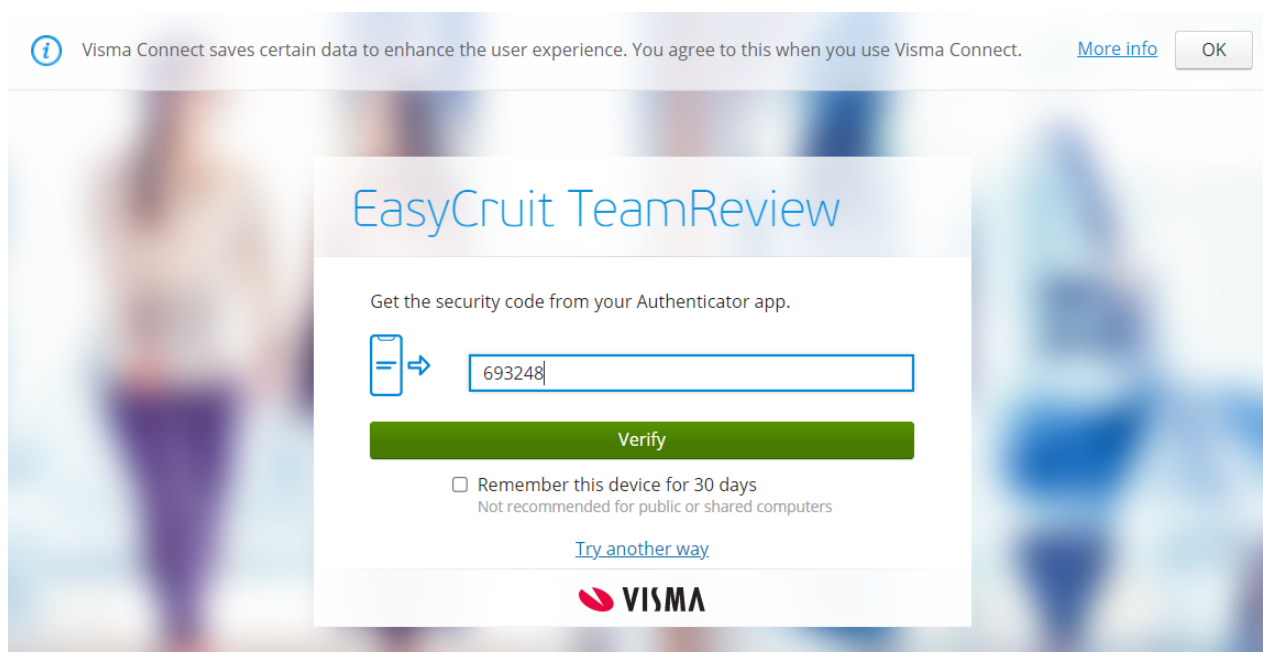 Visma Connect saves certain data to enhance the user experience. You agree to this when you use Visma Connect. More info OK
EasyCruit TeamReview
Get the security code from your Authenticator app.
693248
Verify
Remember this device for 30 days
Not recommended for public or shared computers
Try another way
VISMA